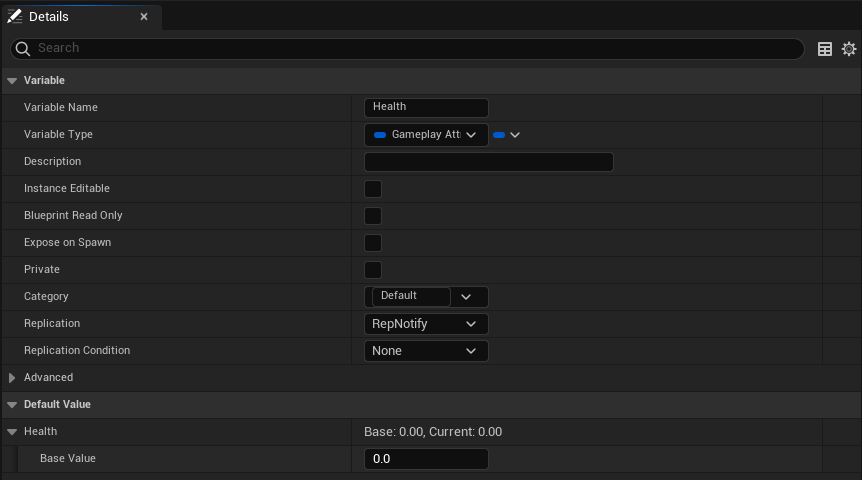 Details
Search
Variable
Variable Name Health
Variable Type Gameplay Att
Description
Instance Editable
Blueprint Read Only
Expose on Spawn
Private
Category Default
Replication RepNotify
Replication Condition None
Advanced
Default Value
Health Base: 0.00, Current: 0.00
Base Value 0.0